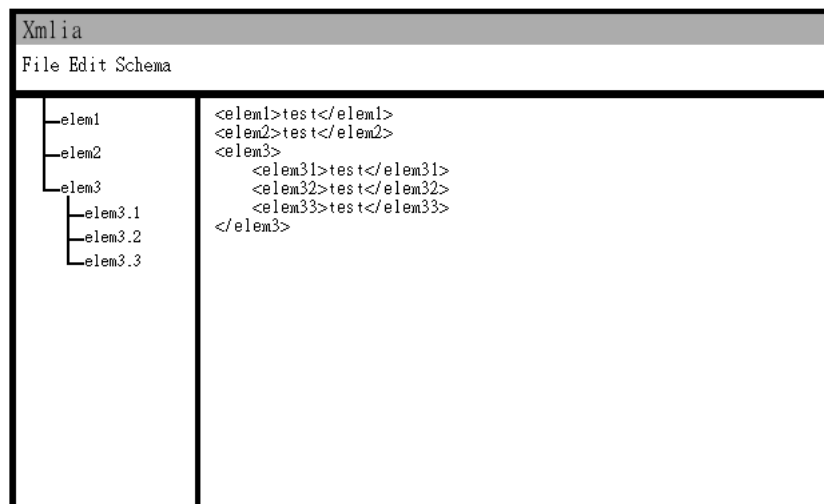 Xmlia
File Edit Schema
elem1
elem2
elem3
elem3.1
elem3.2
elem3.3
<elem1>test</elem1>
<elem2>test</elem2>
<elem3>
<elem31>test</elem31>
<elem32>test</elem32>
<elem33>test</elem33>
</elem3>